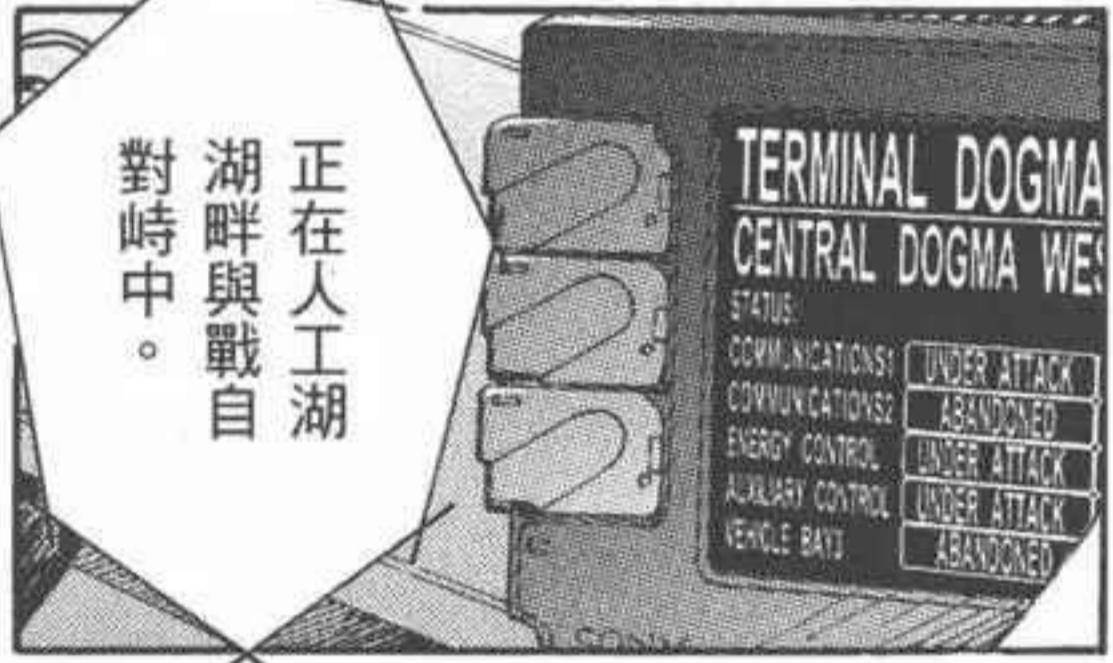 正在人工湖
湖畔與戰自
對峙中。
TERMINAL DOGMA
CENTRAL DOGMA WES
STATUS:
COMMUNICATIONS1 UNDER ATTACK
COMMUNICATIONS2 ABANDONED
ENERGY CONTROL UNDER ATTACK
AUXILIARY CONTROL UNDER ATTACK
VEHICLE BAY1 ABANDONED